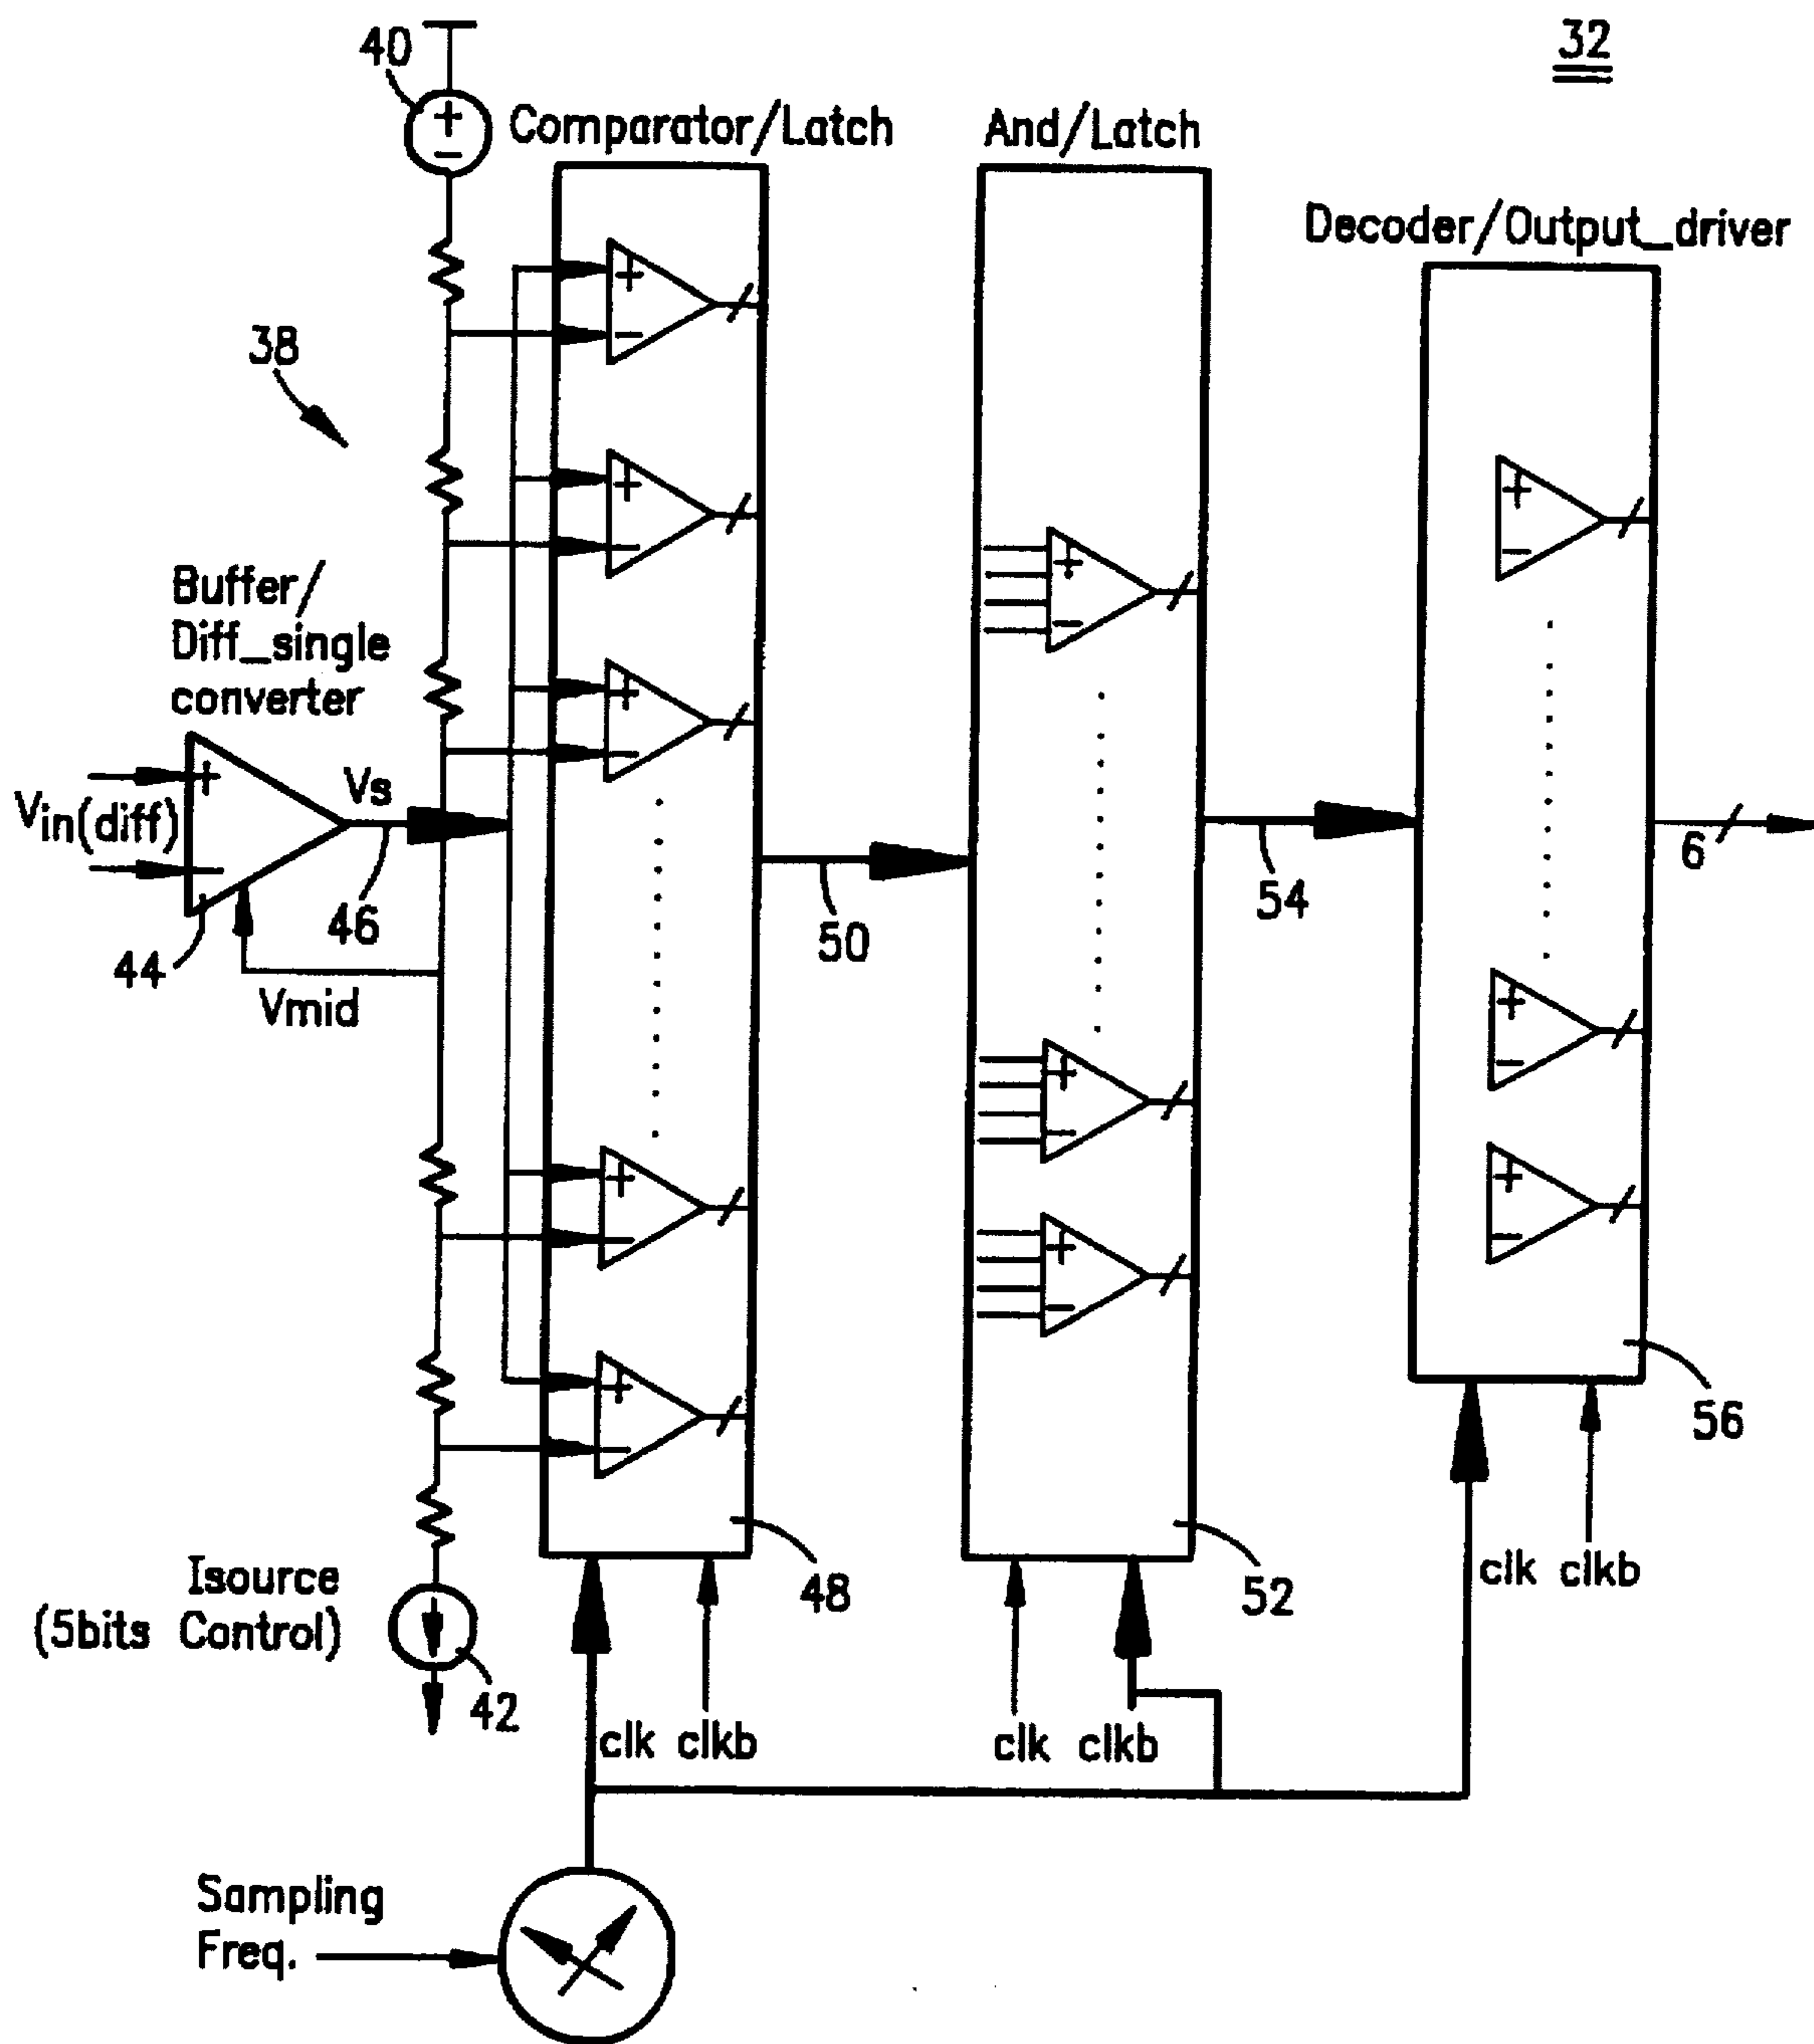 32
40
Comparator/Latch
And/Latch
Decoder/Output_driver
38
Buffer/
Diff_single
converter
Vin(diff)
Vs
46
44
Vmid
50
54
6
56
48
52
Isource
(5bits Control)
42
clk clkb
clk clkb
clk clkb
Sampling
Freq.